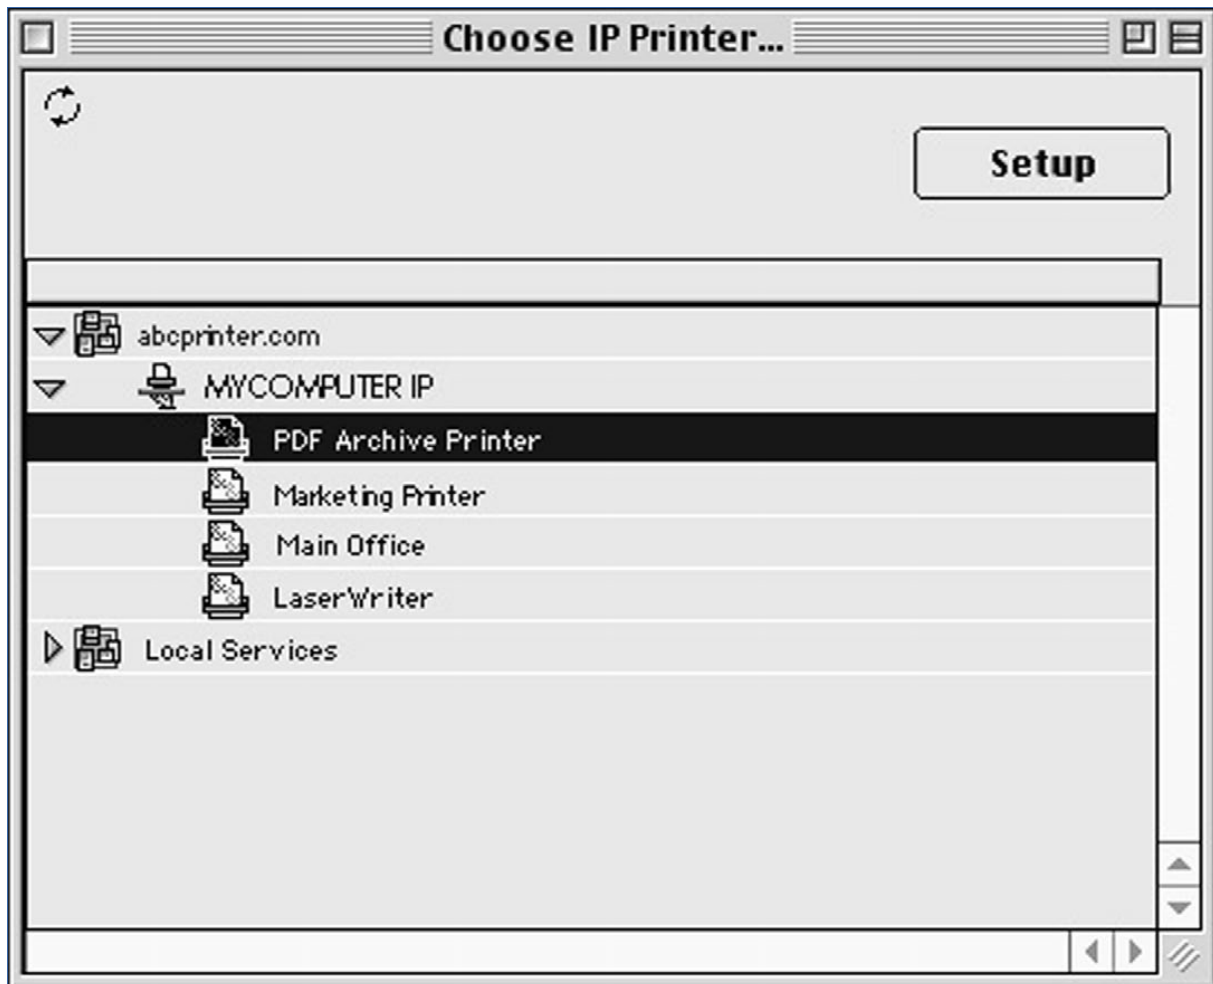 Choose IP Printer...
Setup
abcprinter.com
MYCOMPUTER IP
PDF Archive Printer
Marketing Printer
Main Office
LaserWriter
Local Services